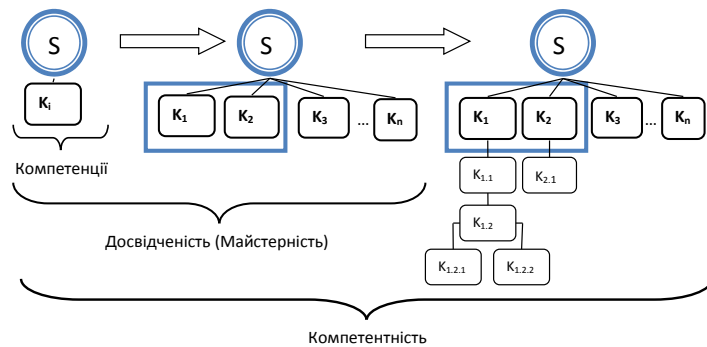 S
S
S
Kᵢ
K₁
K₂
K₃
...
Kₙ
K₁
K₂
K₃
...
Kₙ
Компетенції
K₁.₁
K₂.₁
K₁.₂
Досвідченість (Майстерність)
K₁.₂.₁
K₁.₂.₂
Компетентність